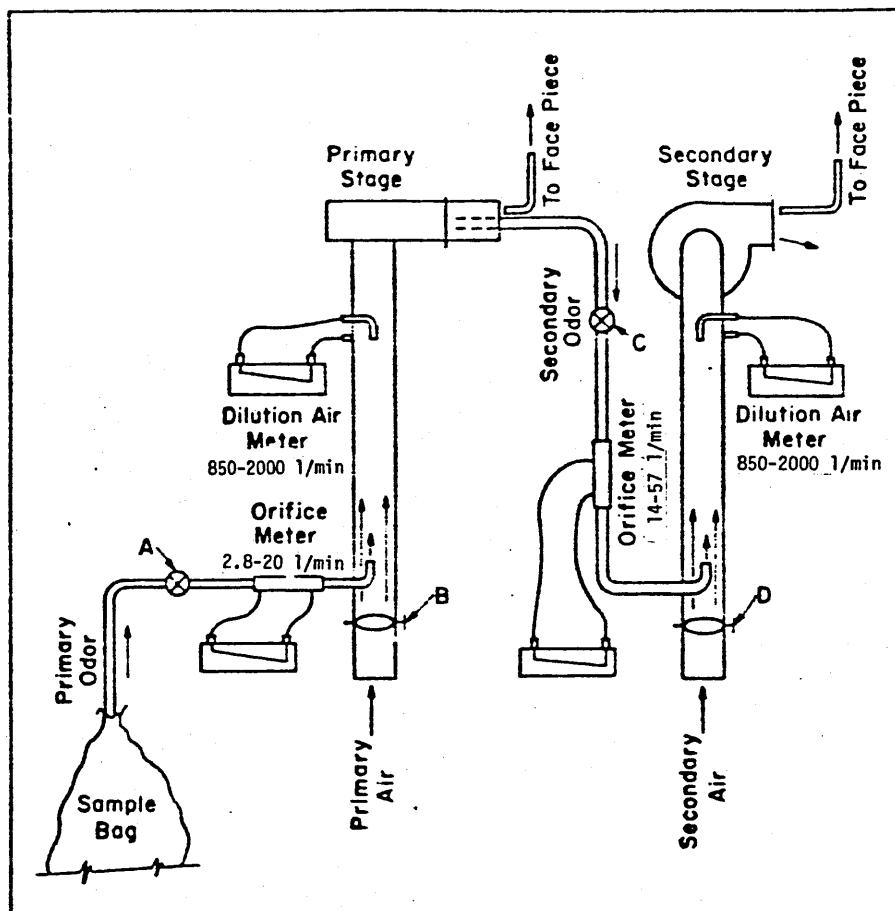 Primary
Stage
To Face Piece
Secondary
Stage
To Face Piece
Secondary
Odor
C
Dilution Air
Meter
850-2000 l/min
Orifice Meter
14-57 l/min
Dilution Air
Meter
850-2000 l/min
Orifice
Meter
2.8-20 l/min
A
B
D
Primary
Odor
Primary
Air
Secondary
Air
Sample
Bag